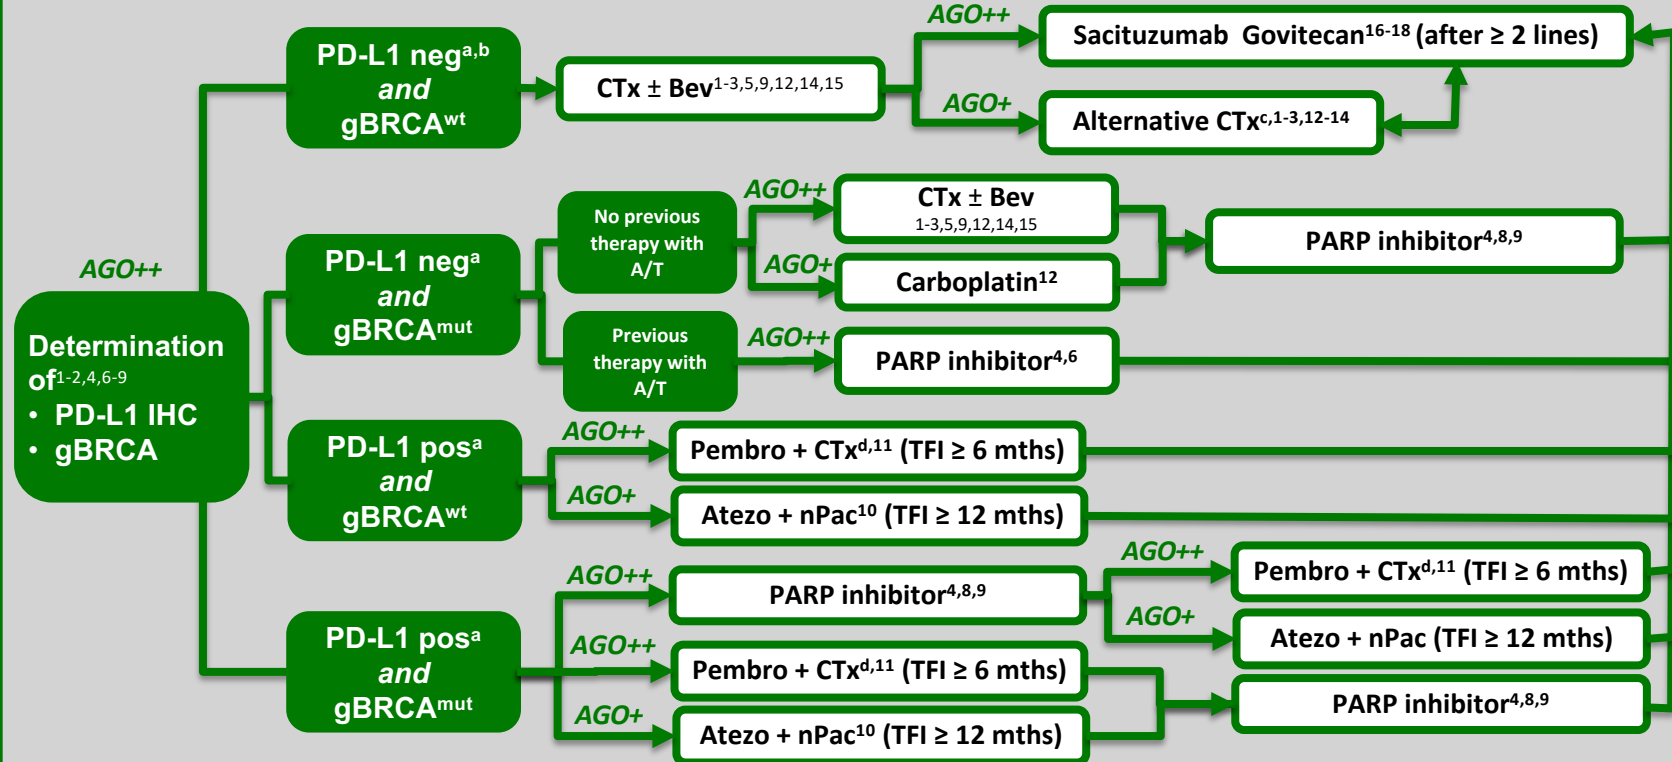 AGO++
Determination
of1-2,4,6-9
• PD-L1 IHC
• gBRCA
PD-L1 nega,b
and
gBRCAwt
CTx ± Bev1-3,5,9,12,14,15
AGO++
Sacituzumab Govitecan16-18 (after ≥ 2 lines)
AGO+
Alternative CTxc,1-3,12-14
PD-L1 nega
and
gBRCAmut
No previous
therapy with
A/T
AGO++
CTx ± Bev
1-3,5,9,12,14,15
AGO+
Carboplatin12
PARP inhibitor4,8,9
Previous
therapy with
A/T
AGO++
PARP inhibitor4,6
PD-L1 posa
and
gBRCAwt
AGO++
Pembro + CTxd,11 (TFI ≥ 6 mths)
AGO+
Atezo + nPac10 (TFI ≥ 12 mths)
PD-L1 posa
and
gBRCAmut
AGO++
PARP inhibitor4,8,9
AGO++
Pembro + CTxd,11 (TFI ≥ 6 mths)
AGO+
Atezo + nPac (TFI ≥ 12 mths)
AGO++
Pembro + CTxd,11 (TFI ≥ 6 mths)
AGO+
Atezo + nPac10 (TFI ≥ 12 mths)
PARP inhibitor4,8,9